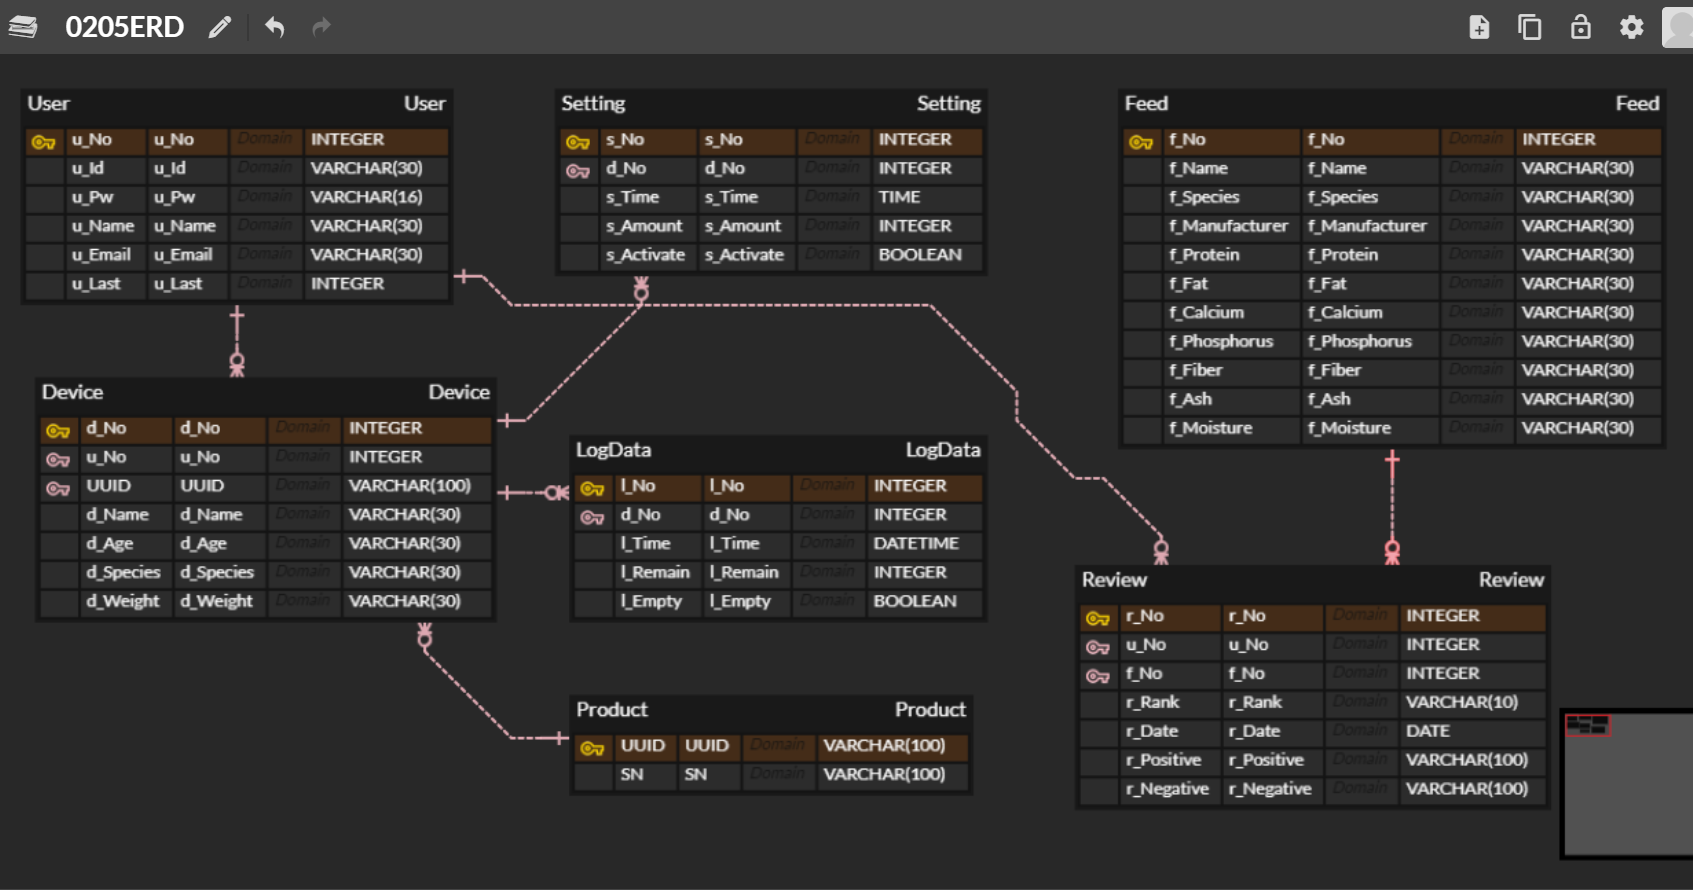 0205ERD
User User
u_No u_No Domain INTEGER
u_Id u_Id Domain VARCHAR(30)
u_Pw u_Pw Domain VARCHAR(16)
u_Name u_Name Domain VARCHAR(30)
u_Email u_Email Domain VARCHAR(30)
u_Last u_Last Domain INTEGER
Setting Setting
s_No s_No Domain INTEGER
d_No d_No Domain INTEGER
s_Time s_Time Domain TIME
s_Amount s_Amount Domain INTEGER
s_Activate s_Activate Domain BOOLEAN
Feed Feed
f_No f_No Domain INTEGER
f_Name f_Name Domain VARCHAR(30)
f_Species f_Species Domain VARCHAR(30)
f_Manufacturer f_Manufacturer Domain VARCHAR(30)
f_Protein f_Protein Domain VARCHAR(30)
f_Fat f_Fat Domain VARCHAR(30)
f_Calcium f_Calcium Domain VARCHAR(30)
f_Phosphorus f_Phosphorus Domain VARCHAR(30)
f_Fiber f_Fiber Domain VARCHAR(30)
f_Ash f_Ash Domain VARCHAR(30)
f_Moisture f_Moisture Domain VARCHAR(30)
Device Device
d_No d_No Domain INTEGER
u_No u_No Domain INTEGER
UUID UUID Domain VARCHAR(100)
d_Name d_Name Domain VARCHAR(30)
d_Age d_Age Domain VARCHAR(30)
d_Species d_Species Domain VARCHAR(30)
d_Weight d_Weight Domain VARCHAR(30)
LogData LogData
l_No l_No Domain INTEGER
d_No d_No Domain INTEGER
l_Time l_Time Domain DATETIME
l_Remain l_Remain Domain INTEGER
l_Empty l_Empty Domain BOOLEAN
Review Review
r_No r_No Domain INTEGER
u_No u_No Domain INTEGER
f_No f_No Domain INTEGER
r_Rank r_Rank Domain VARCHAR(10)
r_Date r_Date Domain DATE
r_Positive r_Positive Domain VARCHAR(100)
r_Negative r_Negative Domain VARCHAR(100)
Product Product
UUID UUID Domain VARCHAR(100)
SN SN Domain VARCHAR(100)